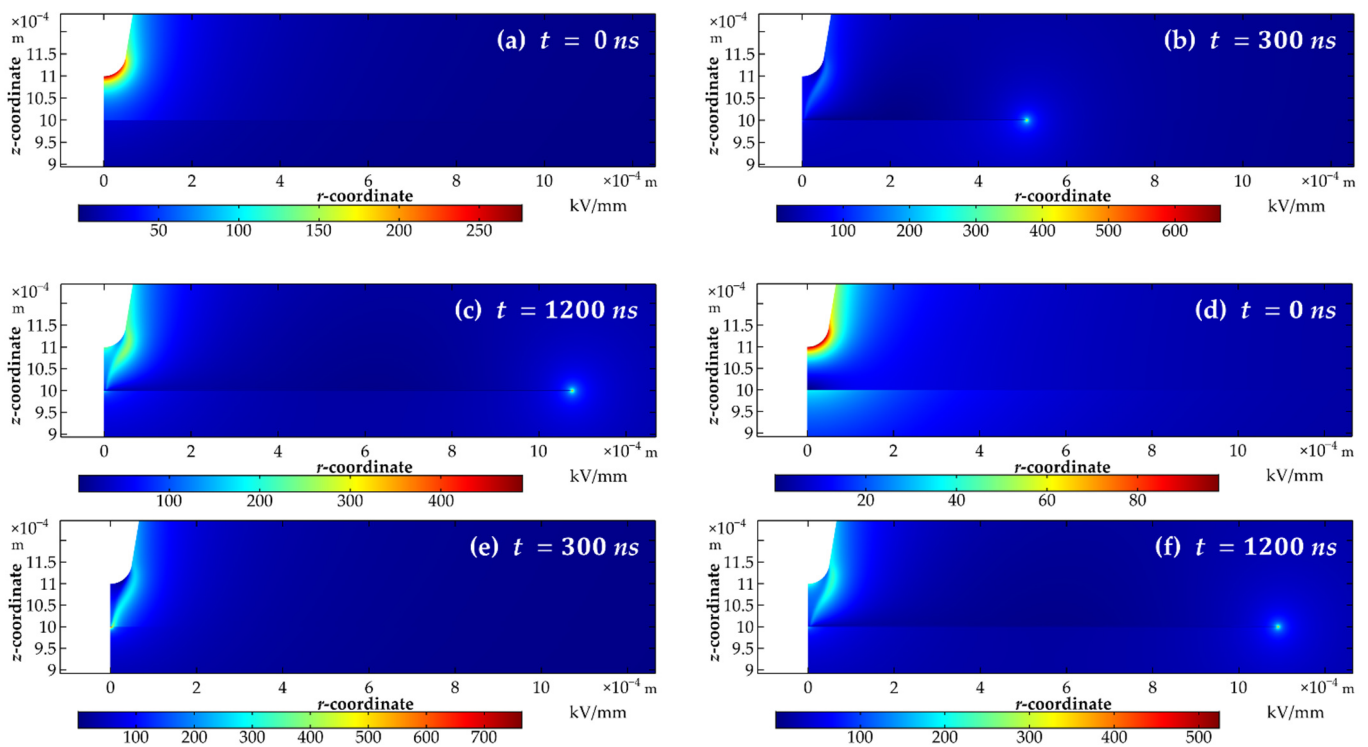 ×10⁻⁴
m
(a) t = 0 ns
z-coordinate
11.5
11
10.5
10
9.5
9
0 2 4 6 8 10 ×10⁻⁴ m
r-coordinate
kV/mm
50 100 150 200 250
×10⁻⁴
m
(b) t = 300 ns
z-coordinate
11.5
11
10.5
10
9.5
9
0 2 4 6 8 10 ×10⁻⁴ m
r-coordinate
kV/mm
100 200 300 400 500 600
×10⁻⁴
m
(c) t = 1200 ns
z-coordinate
11.5
11
10.5
10
9.5
9
0 2 4 6 8 10 ×10⁻⁴ m
r-coordinate
kV/mm
100 200 300 400
×10⁻⁴
m
(d) t = 0 ns
z-coordinate
11.5
11
10.5
10
9.5
9
0 2 4 6 8 10 ×10⁻⁴ m
r-coordinate
kV/mm
20 40 60 80
×10⁻⁴
m
(e) t = 300 ns
z-coordinate
11.5
11
10.5
10
9.5
9
0 2 4 6 8 10 ×10⁻⁴ m
r-coordinate
kV/mm
100 200 300 400 500 600 700
×10⁻⁴
m
(f) t = 1200 ns
z-coordinate
11.5
11
10.5
10
9.5
9
0 2 4 6 8 10 ×10⁻⁴ m
r-coordinate
kV/mm
100 200 300 400 500